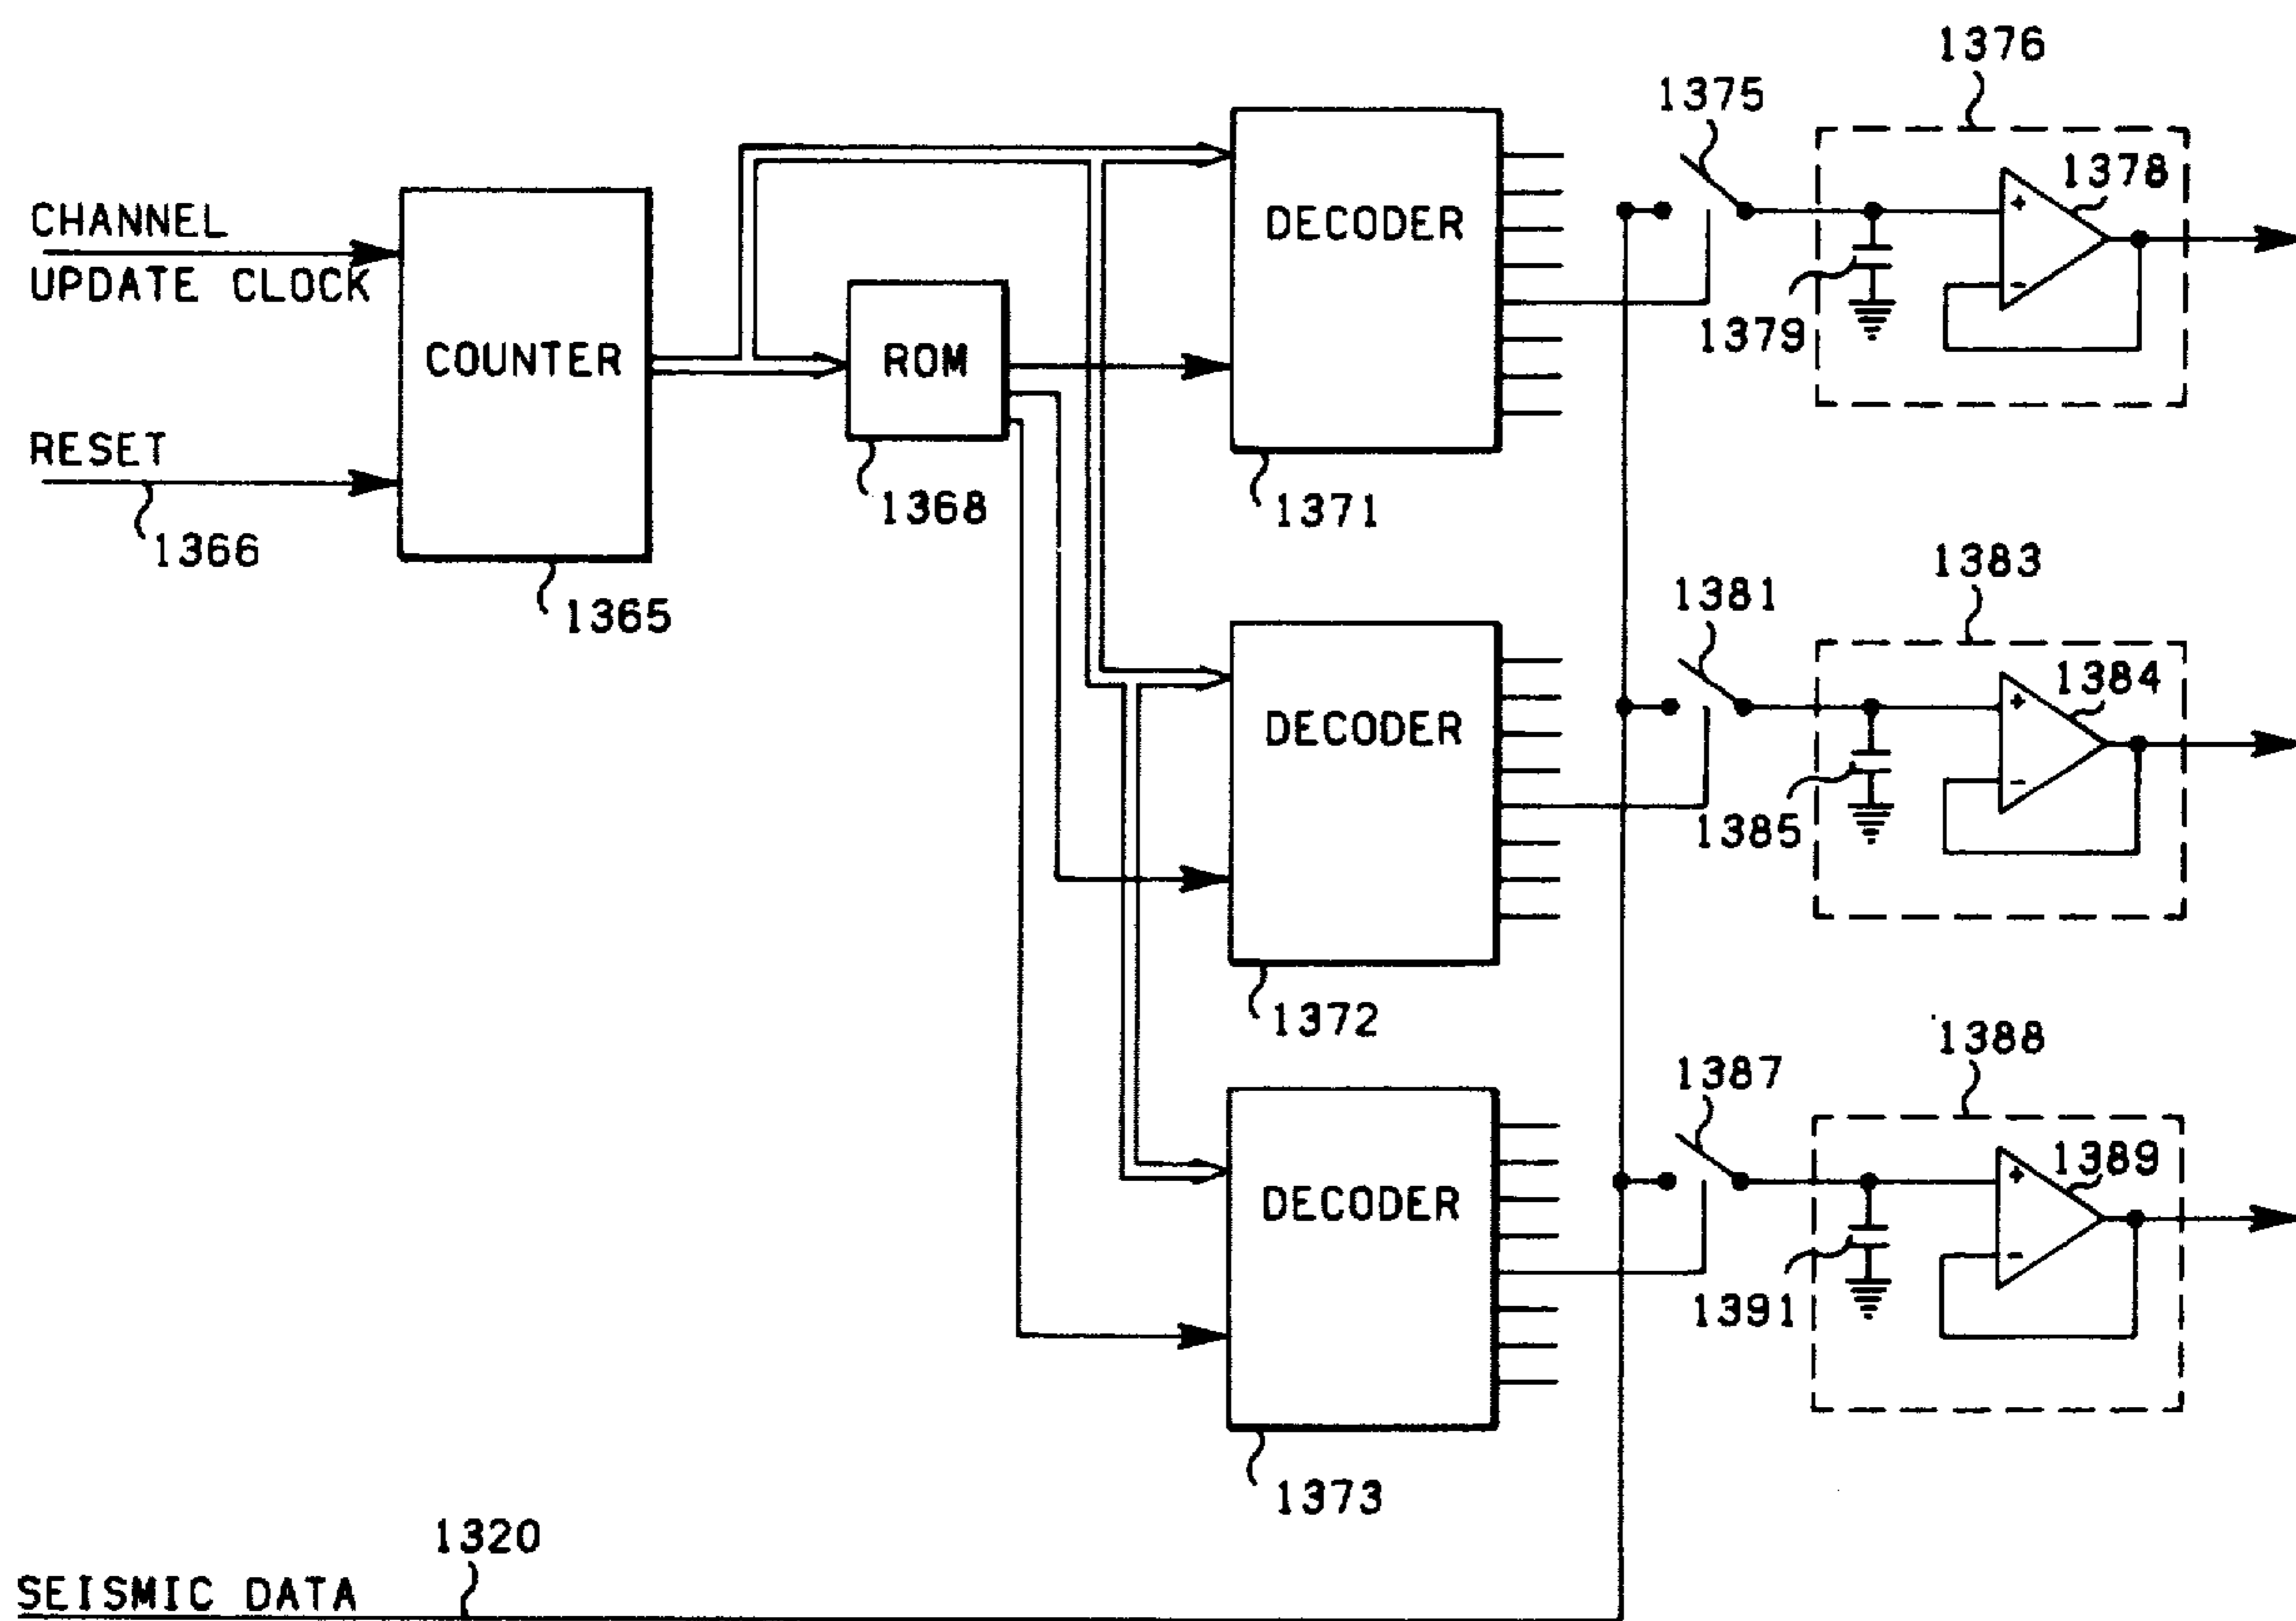 1376
1375
1378
CHANNEL
UPDATE CLOCK
COUNTER
ROM
DECODER
+
-
1379
RESET
1366
1365
1368
1371
1383
1381
1384
DECODER
+
-
1385
1372
1388
1387
1389
DECODER
+
-
1391
1373
1320
SEISMIC DATA